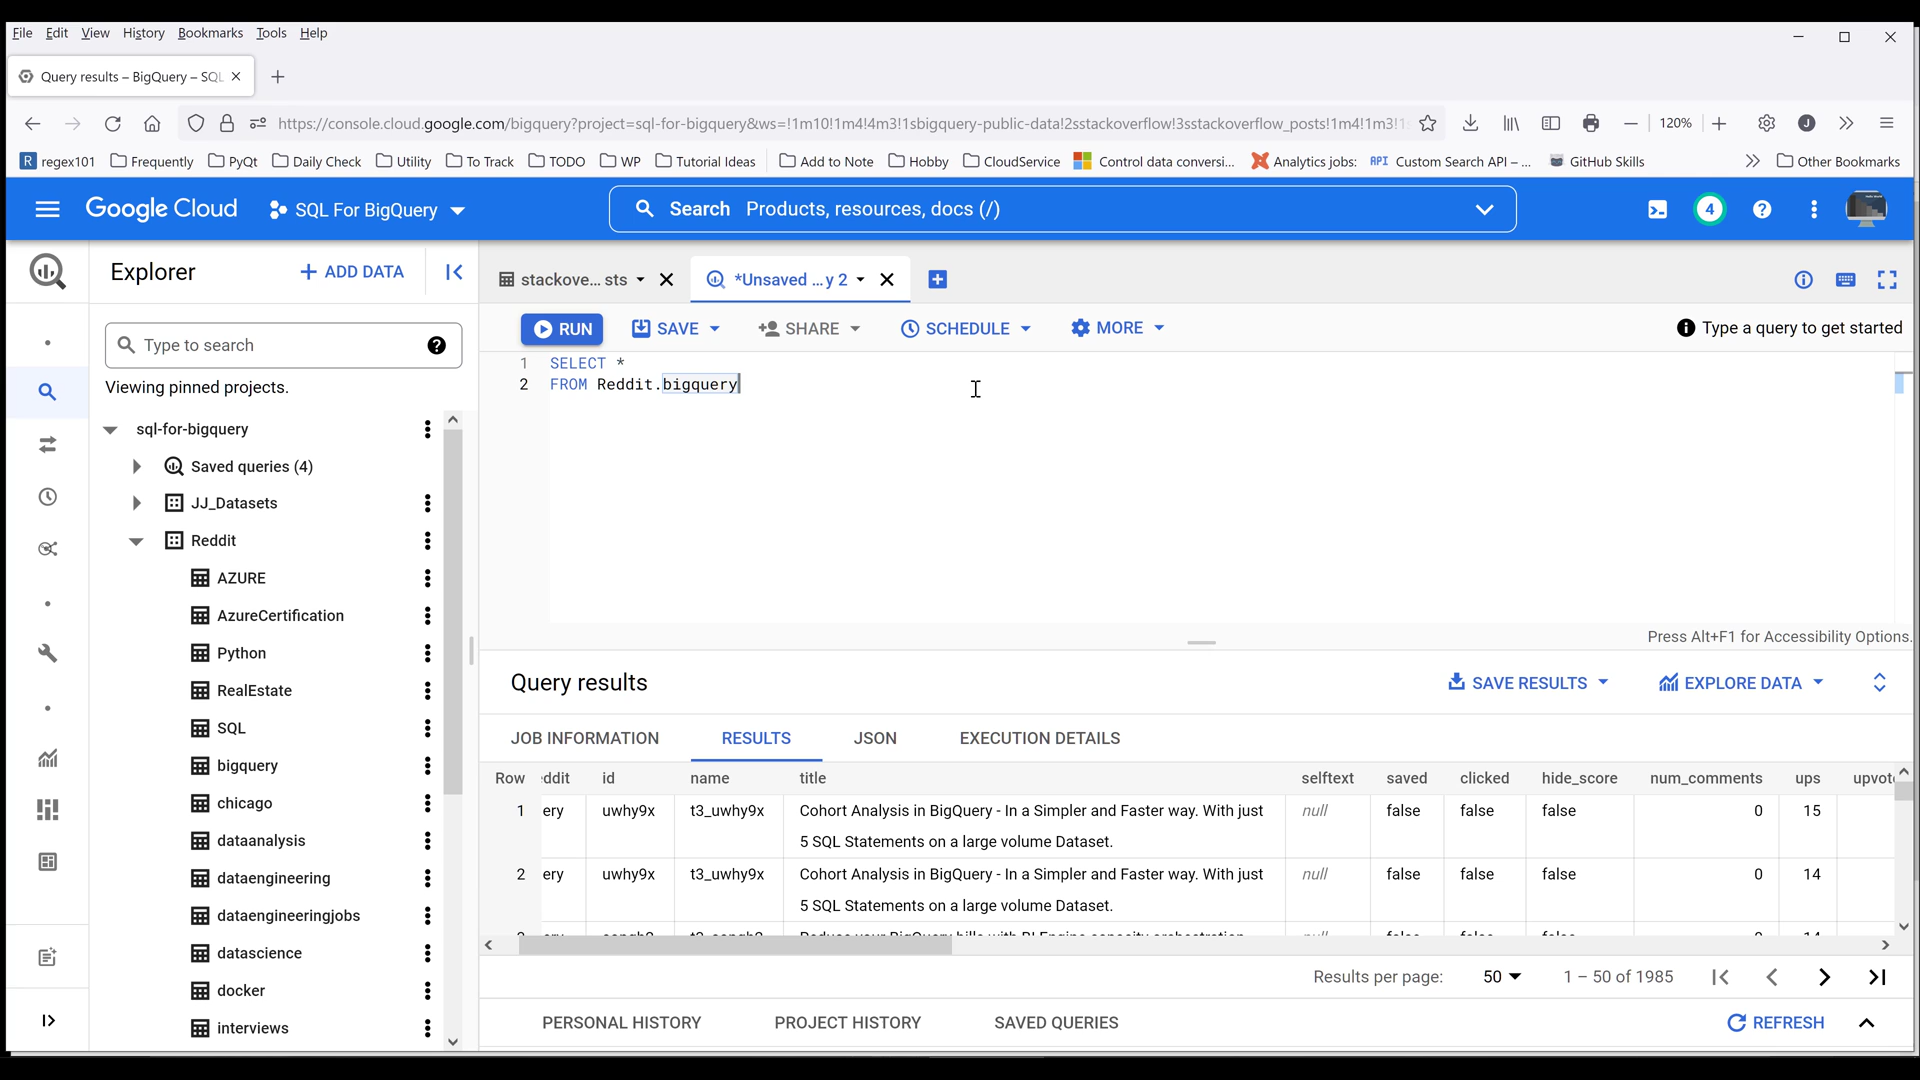 File Edit View History Bookmarks Tools Help
Query results – BigQuery – SQL
https://console.cloud.google.com/bigquery?project=sql-for-bigquery&ws=!1m10!1m4!4m3!1sbigquery-public-data!2sstackoverflow!3sstackoverflow_posts!1m4!1m3!1
120%
J
regex101 Frequently PyQt Daily Check Utility To Track TODO WP Tutorial Ideas Add to Note Hobby CloudService Control data conversi... Analytics jobs: API Custom Search API – ... GitHub Skills Other Bookmarks
Google Cloud SQL For BigQuery Search Products, resources, docs (/) 4
Explorer + ADD DATA
stackove... sts *Unsaved ...y 2
RUN SAVE SHARE SCHEDULE MORE Type a query to get started
Type to search
Viewing pinned projects.
1 SELECT *
2 FROM Reddit.bigquery
sql-for-bigquery
Saved queries (4)
JJ_Datasets
Reddit
AZURE
AzureCertification
Python
RealEstate
SQL
bigquery
chicago
dataanalysis
dataengineering
dataengineeringjobs
datascience
docker
interviews
Press Alt+F1 for Accessibility Options.
Query results SAVE RESULTS EXPLORE DATA
JOB INFORMATION RESULTS JSON EXECUTION DETAILS
Row ddit id name title selftext saved clicked hide_score num_comments ups upvot
1 ery uwhy9x t3_uwhy9x Cohort Analysis in BigQuery - In a Simpler and Faster way. With just null false false false 0 15
5 SQL Statements on a large volume Dataset.
2 ery uwhy9x t3_uwhy9x Cohort Analysis in BigQuery - In a Simpler and Faster way. With just null false false false 0 14
5 SQL Statements on a large volume Dataset.
Results per page: 50 1 – 50 of 1985
PERSONAL HISTORY PROJECT HISTORY SAVED QUERIES REFRESH